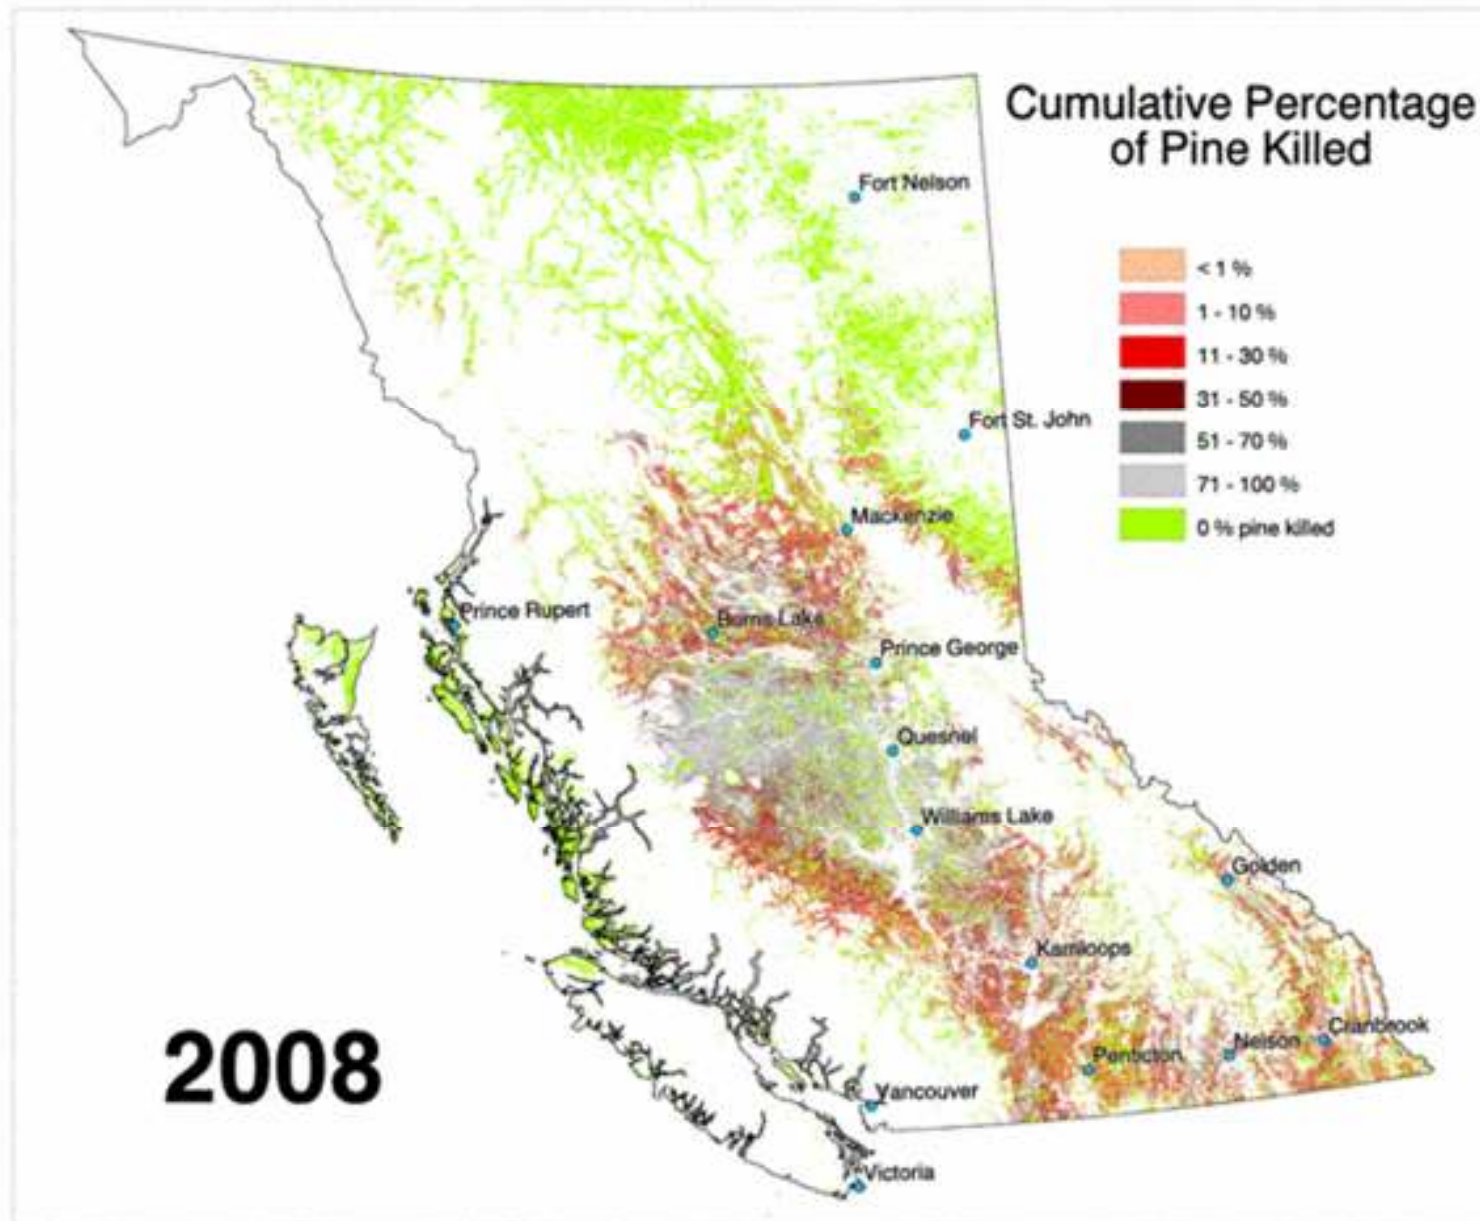 Cumulative Percentage
of Pine Killed
Fort Nelson
< 1 %
1 - 10 %
11 - 30 %
31 - 50 %
Fort St. John
51 - 70 %
71 - 100 %
Mackenzie
0 % pine killed
Prince Rupert
Burns Lake
Prince George
Quesnel
Williams Lake
Golden
Kamloops
2008
Cranbrook
Nelson
Penticton
Vancouver
Victoria